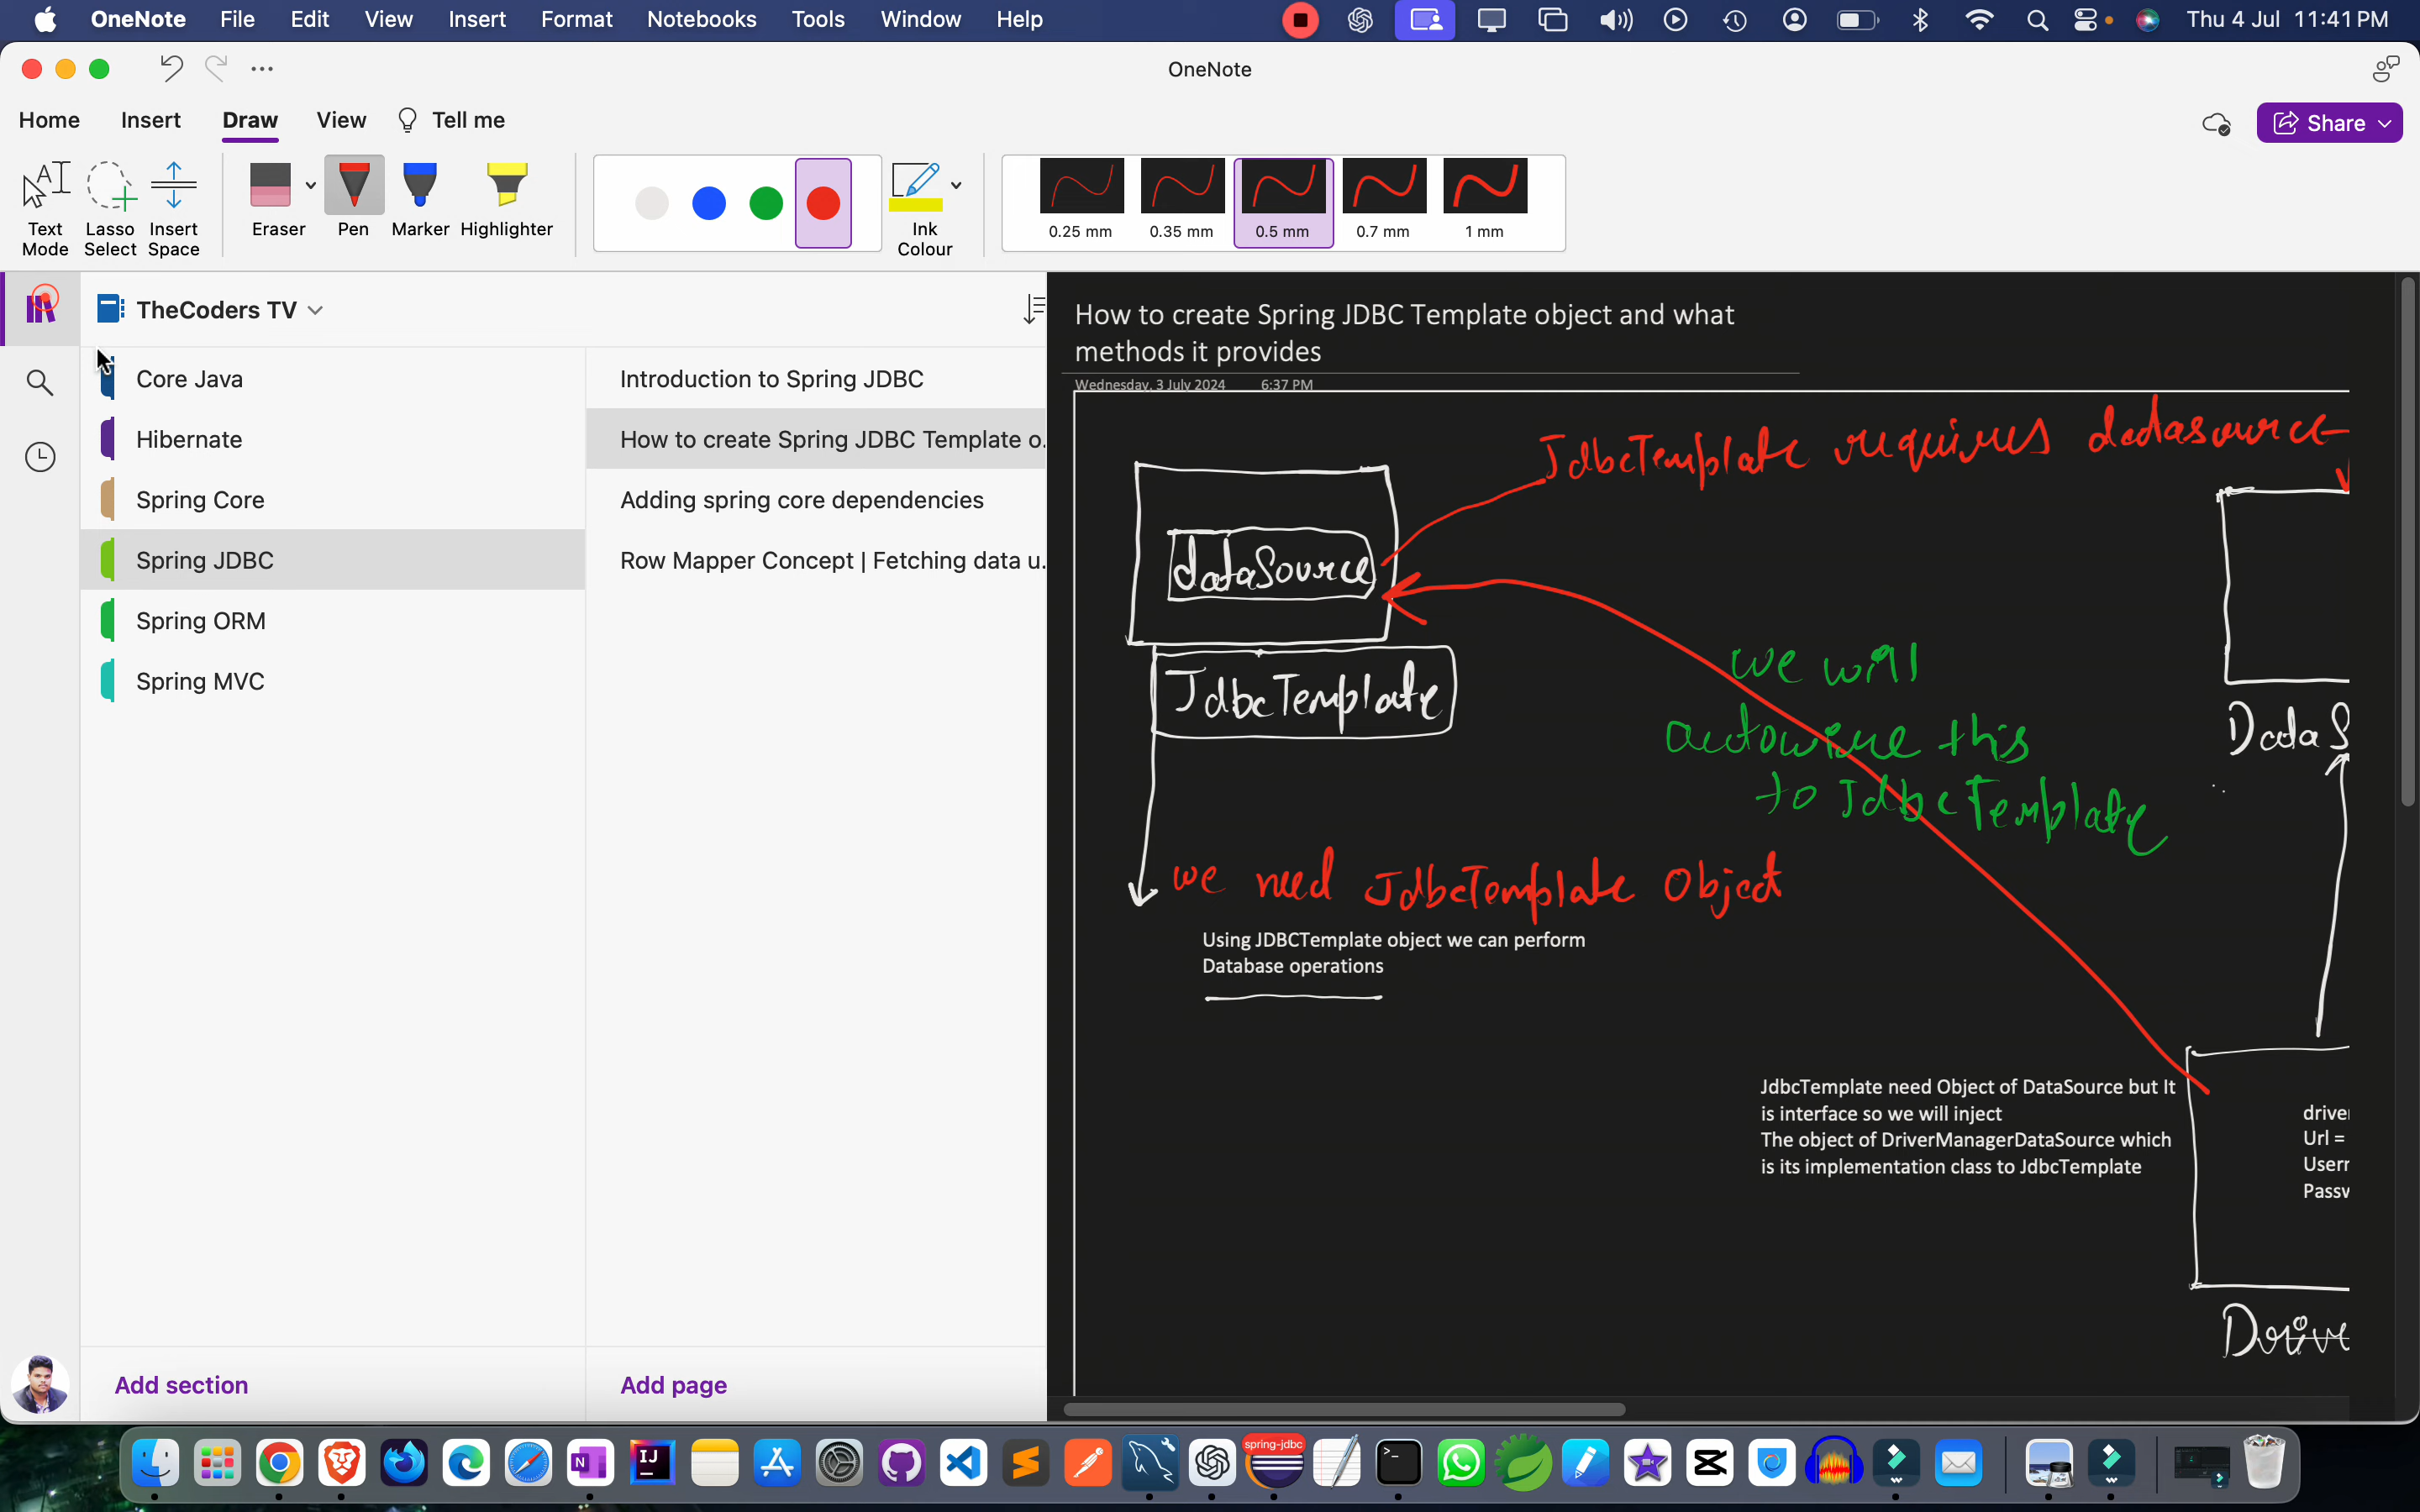 OneNote File Edit View Insert Format Notebooks Tools Window Help Thu 4 Jul 11:41 PM
OneNote
Home Insert Draw View Tell me Share
Text Mode
Lasso Select
Insert Space
Eraser
Pen
Marker
Highlighter
Ink Colour
0.25 mm 0.35 mm 0.5 mm 0.7 mm 1 mm
TheCoders TV
Core Java
Hibernate
Spring Core
Spring JDBC
Spring ORM
Spring MVC
Add section
Introduction to Spring JDBC
How to create Spring JDBC Template o.
Adding spring core dependencies
Row Mapper Concept | Fetching data u.
Add page
How to create Spring JDBC Template object and what
methods it provides
Wednesday, 3 July 2024 6:37 PM
JdbcTemplate requires datasource
dataSource
JdbcTemplate
we will
autowire this
to JdbcTemplate
Data S
we need JdbcTemplate Object
Using JDBCTemplate object we can perform
Database operations
JdbcTemplate need Object of DataSource but It
is interface so we will inject
The object of DriverManagerDataSource which
is its implementation class to JdbcTemplate
drive
Url =
User
Passw
Drive
spring-jdbc